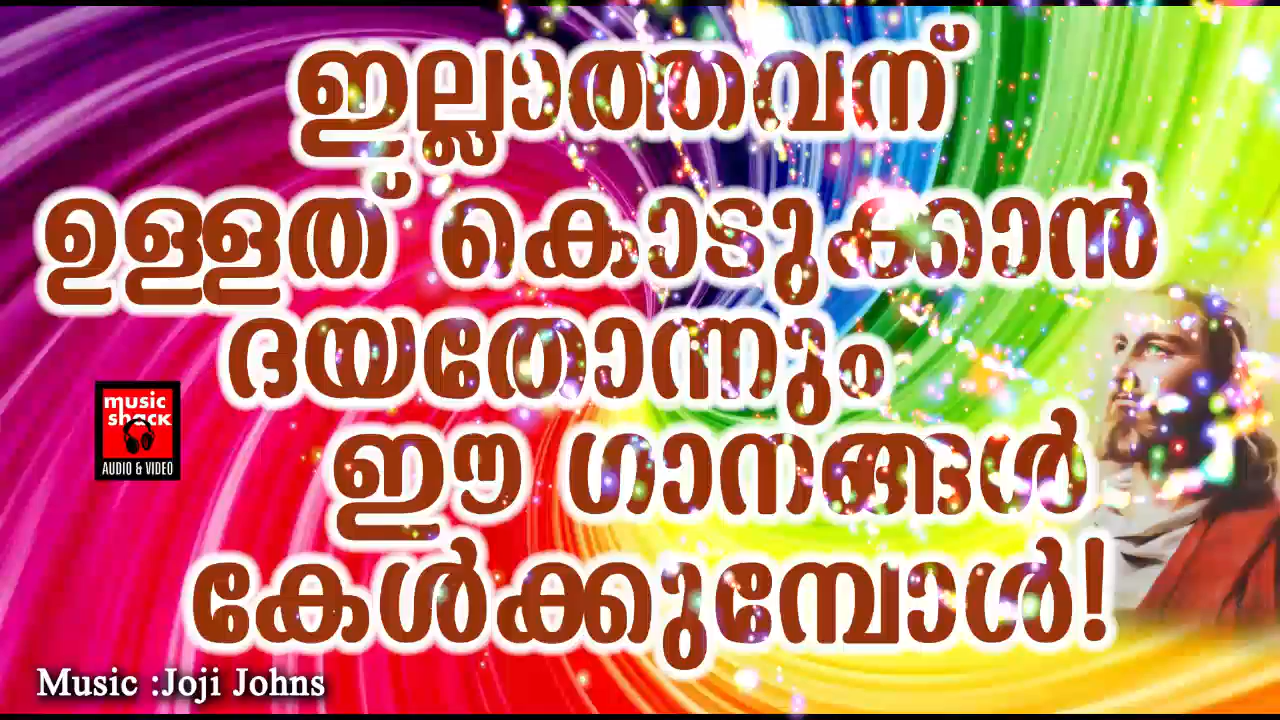 ഇല്ലാത്തവന്
ഉള്ളത് കൊടുക്കാൻ
ദയതോന്നും
ഈ ഗാനങ്ങൾ
കേൾക്കുമ്പോൾ!
music
shack
AUDIO & VIDEO
Music :Joji Johns